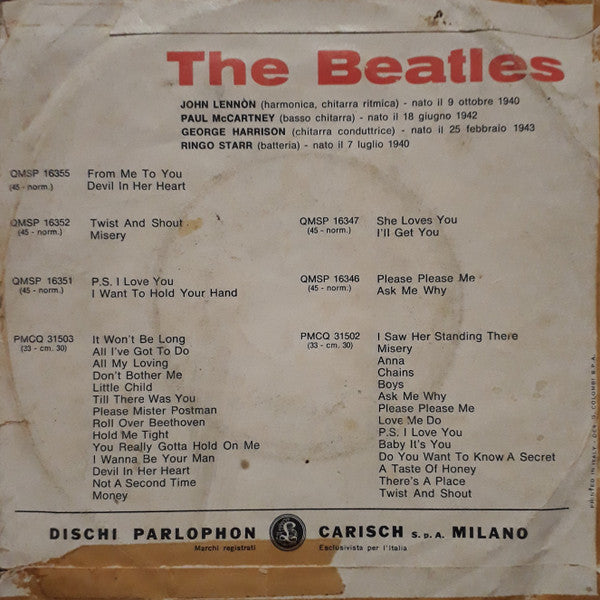 The Beatles
JOHN LENNÒN (harmonica, chitarra ritmica) - nato il 9 ottobre 1940
PAUL McCARTNEY (basso chitarra) - nato il 18 giugno 1942
GEORGE HARRISON (chitarra conduttrice) - nato il 25 febbraio 1943
RINGO STARR (batteria) - nato il 7 luglio 1940
QMSP 16355 From Me To You
(45 - norm.) Devil In Her Heart
QMSP 16352 Twist And Shout
(45 - norm.) Misery
QMSP 16347 She Loves You
(45 - norm.) I'll Get You
QMSP 16351 P.S. I Love You
(45 - norm.) I Want To Hold Your Hand
QMSP 16346 Please Please Me
(45 - norm.) Ask Me Why
PMCQ 31503 It Won't Be Long
(33 - cm. 30) All I've Got To Do
All My Loving
Don't Bother Me
Little Child
Till There Was You
Please Mister Postman
Roll Over Beethoven
Hold Me Tight
You Really Gotta Hold On Me
I Wanna Be Your Man
Devil In Her Heart
Not A Second Time
Money
PMCQ 31502 I Saw Her Standing There
(33 - cm. 30) Misery
Anna
Chains
Boys
Ask Me Why
Please Please Me
Love Me Do
P.S. I Love You
Baby It's You
Do You Want To Know A Secret
A Taste Of Honey
There's A Place
Twist And Shout
DISCHI PARLOPHON £ CARISCH S.p.A. MILANO
Marchi registrati Esclusivista per l'Italia
PRINTED IN ITALY COLOMBI S.P.A.